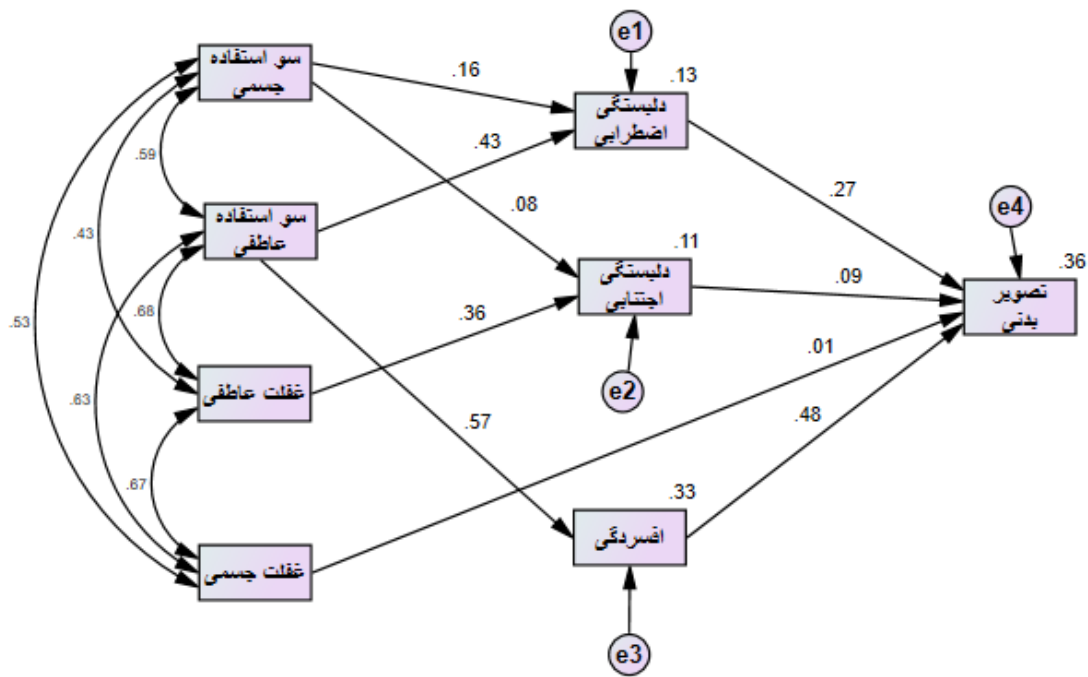 e1
سو استفاده
جسمی
.16
.13
دلبستگی
اضطرابی
.59
.43
.27
سو استفاده
عاطفی
.08
e4
.43
.11
.36
دلبستگی
اجتنابی
.09
تصویر
بدنی
.53
.68
.36
.01
e2
غفلت عاطفی
.63
.57
.48
.67
.33
افسردگی
غفلت جسمی
e3